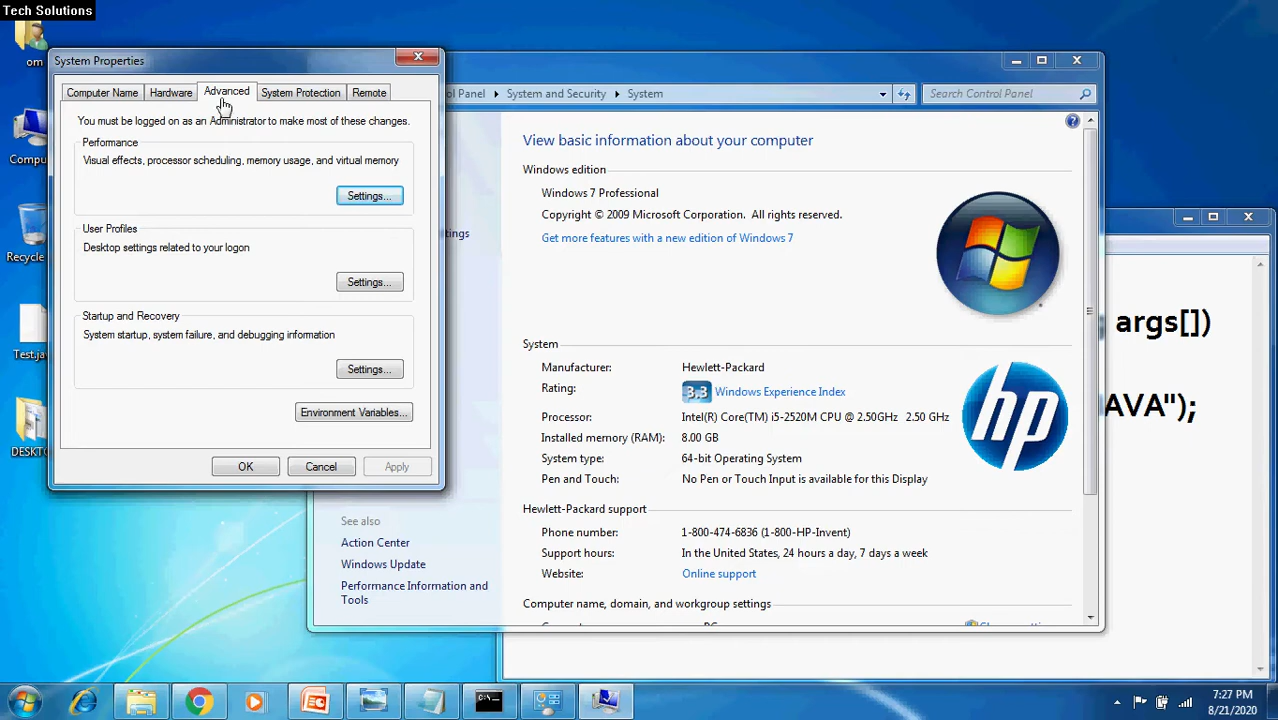 Tech Solutions
om
Compu
Recycle
Test.jav
DESKTO
System Properties
Computer Name
Hardware
Advanced
System Protection
Remote
You must be logged on as an Administrator to make most of these changes.
Performance
Visual effects, processor scheduling, memory usage, and virtual memory
Settings...
User Profiles
Desktop settings related to your logon
Settings...
Startup and Recovery
System startup, system failure, and debugging information
Settings...
Environment Variables...
OK
Cancel
Apply
ol Panel
System and Security
System
Search Control Panel
ttings
See also
Action Center
Windows Update
Performance Information and
Tools
View basic information about your computer
Windows edition
Windows 7 Professional
Copyright © 2009 Microsoft Corporation. All rights reserved.
Get more features with a new edition of Windows 7
System
Manufacturer: Hewlett-Packard
Rating: 3.3 Windows Experience Index
Processor: Intel(R) Core(TM) i5-2520M CPU @ 2.50GHz 2.50 GHz
Installed memory (RAM): 8.00 GB
System type: 64-bit Operating System
Pen and Touch: No Pen or Touch Input is available for this Display
hp
Hewlett-Packard support
Phone number: 1-800-474-6836 (1-800-HP-Invent)
Support hours: In the United States, 24 hours a day, 7 days a week
Website: Online support
Computer name, domain, and workgroup settings
args[])
AVA");
7:27 PM
8/21/2020